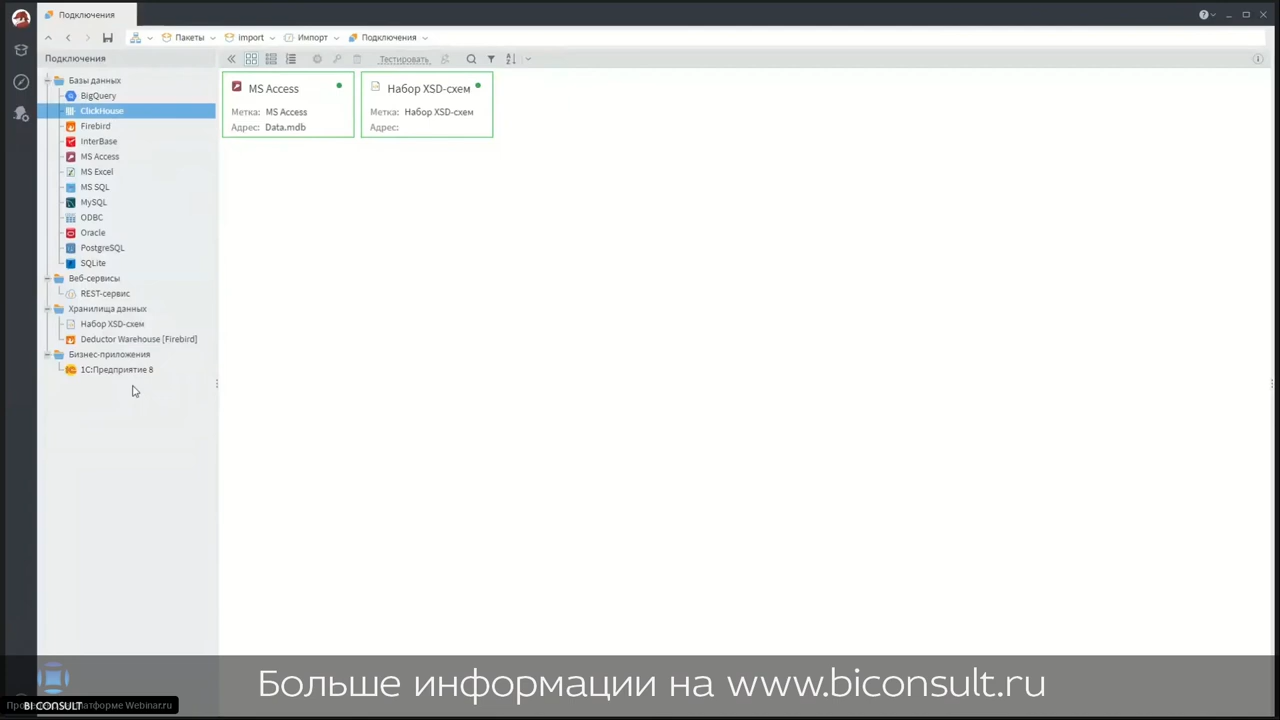 Подключения
Пакеты
import
Импорт
Подключения
Подключения
Тестировать
Базы данных
BigQuery
ClickHouse
Firebird
InterBase
MS Access
MS Excel
MS SQL
MySQL
ODBC
Oracle
PostgreSQL
SQLite
Веб-сервисы
REST-сервис
Хранилища данных
Набор XSD-схем
Deductor Warehouse [Firebird]
Бизнес-приложения
1С:Предприятие 8
MS Access
Метка: MS Access
Адрес: Data.mdb
Набор XSD-схем
Метка: Набор XSD-схем
Адрес:
Больше информации на www.biconsult.ru
BI CONSULT
Webinar.ru